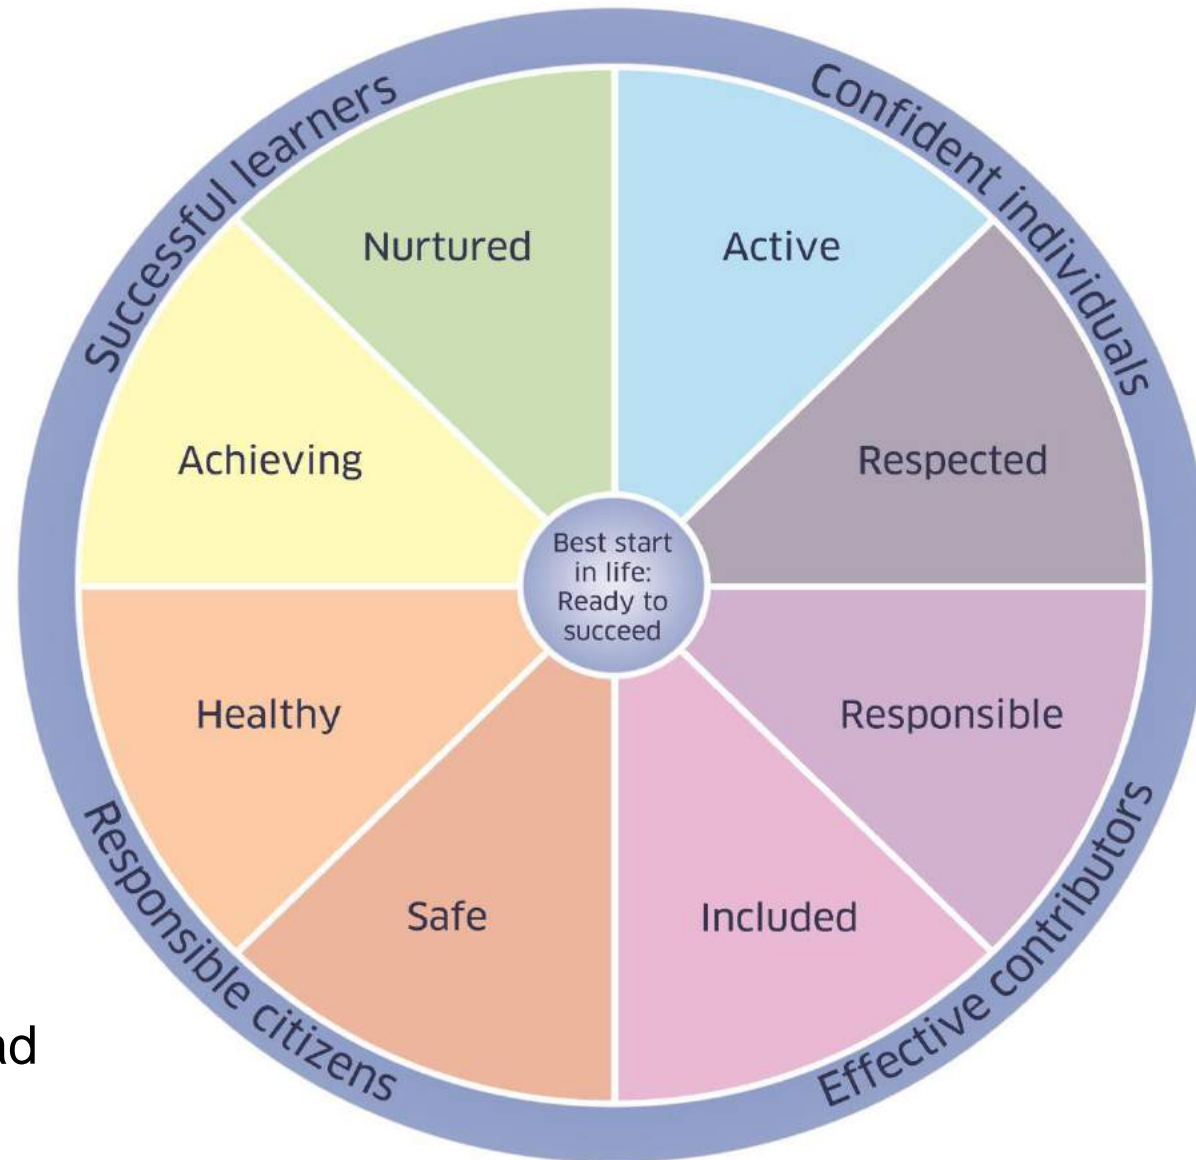 Successful learners
Confident individuals
Nurtured
Active
Achieving
Respected
Best start
in life:
Ready to
succeed
Healthy
Responsible
Safe
Included
Responsible citizens
Effective contributors